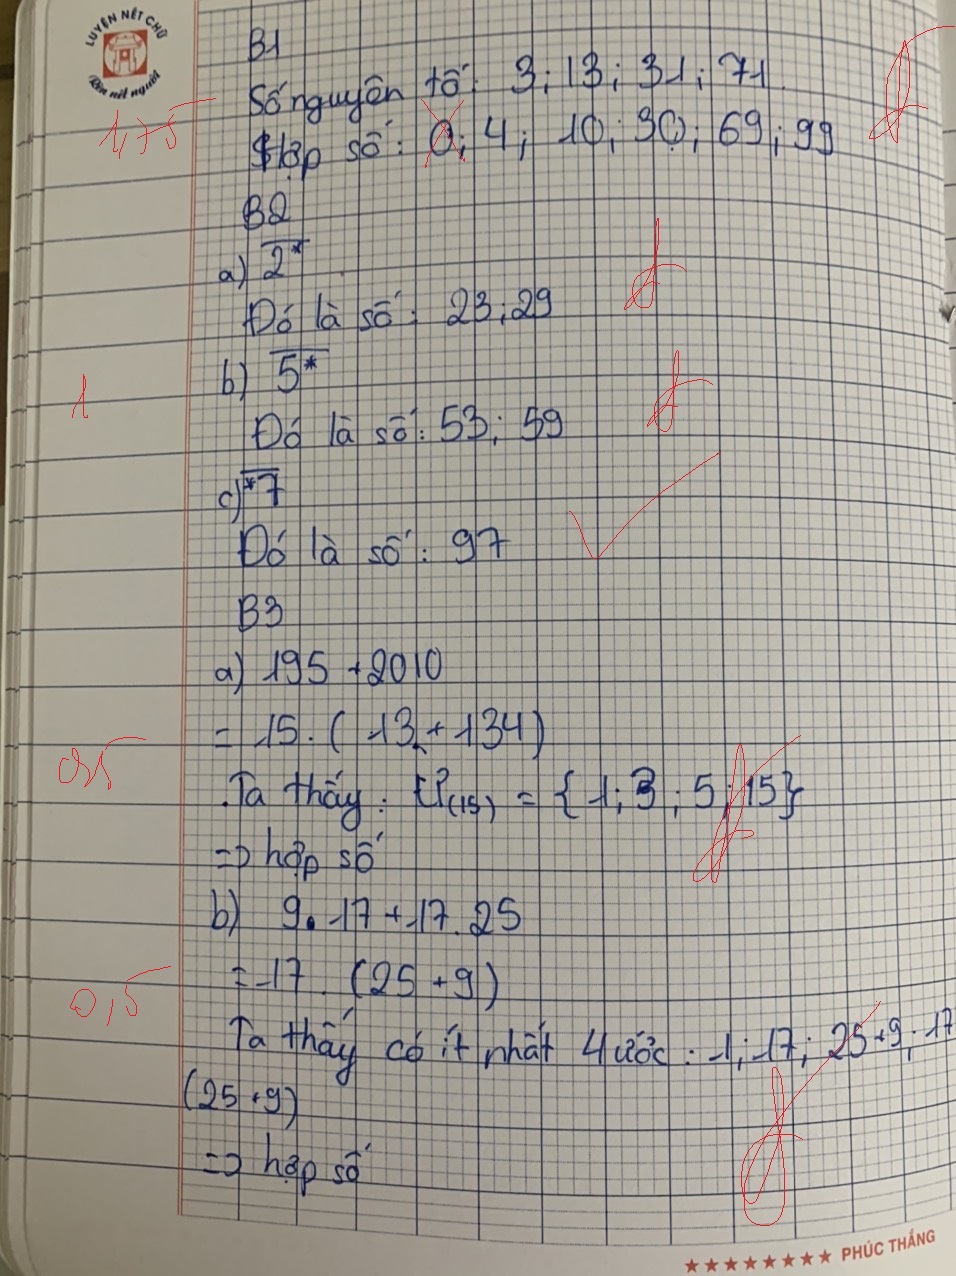 LUYỆN NÉT CHỮ
Rèn nết người
B1
Số nguyên tố: 3; 13; 31; 71
1,75
Hợp số: 0; 4; 10; 30; 69; 99
B2
a) 2*
Đó là số: 23; 29
b) 5*
1
Đó là số: 53; 59
c) *7
Đó là số: 97
B3
a) 195 + 2010
= 15. (13 + 134)
0,5
Ta thấy: Ư(15) = {1; 3; 5; 15}
=> hợp số
b) 9. 17 + 17. 25
= 17. (25 + 9)
0,5
Ta thấy có ít nhất 4 ước: 1; 17; 25+9; 17
(25 + 9)
=> hợp số
★★★★★★★★ PHÚC THẮNG